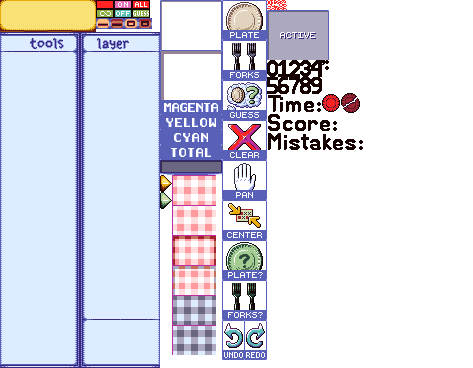 ON ALL
OFF GUESS
tools layer
MAGENTA
YELLOW
CYAN
TOTAL
PLATE
FORKS
?
GUESS
CLEAR
PAN
CENTER
?
PLATE?
FORKS?
UNDO REDO
ACTIVE
01234:
56789
Time:
Score:
Mistakes: